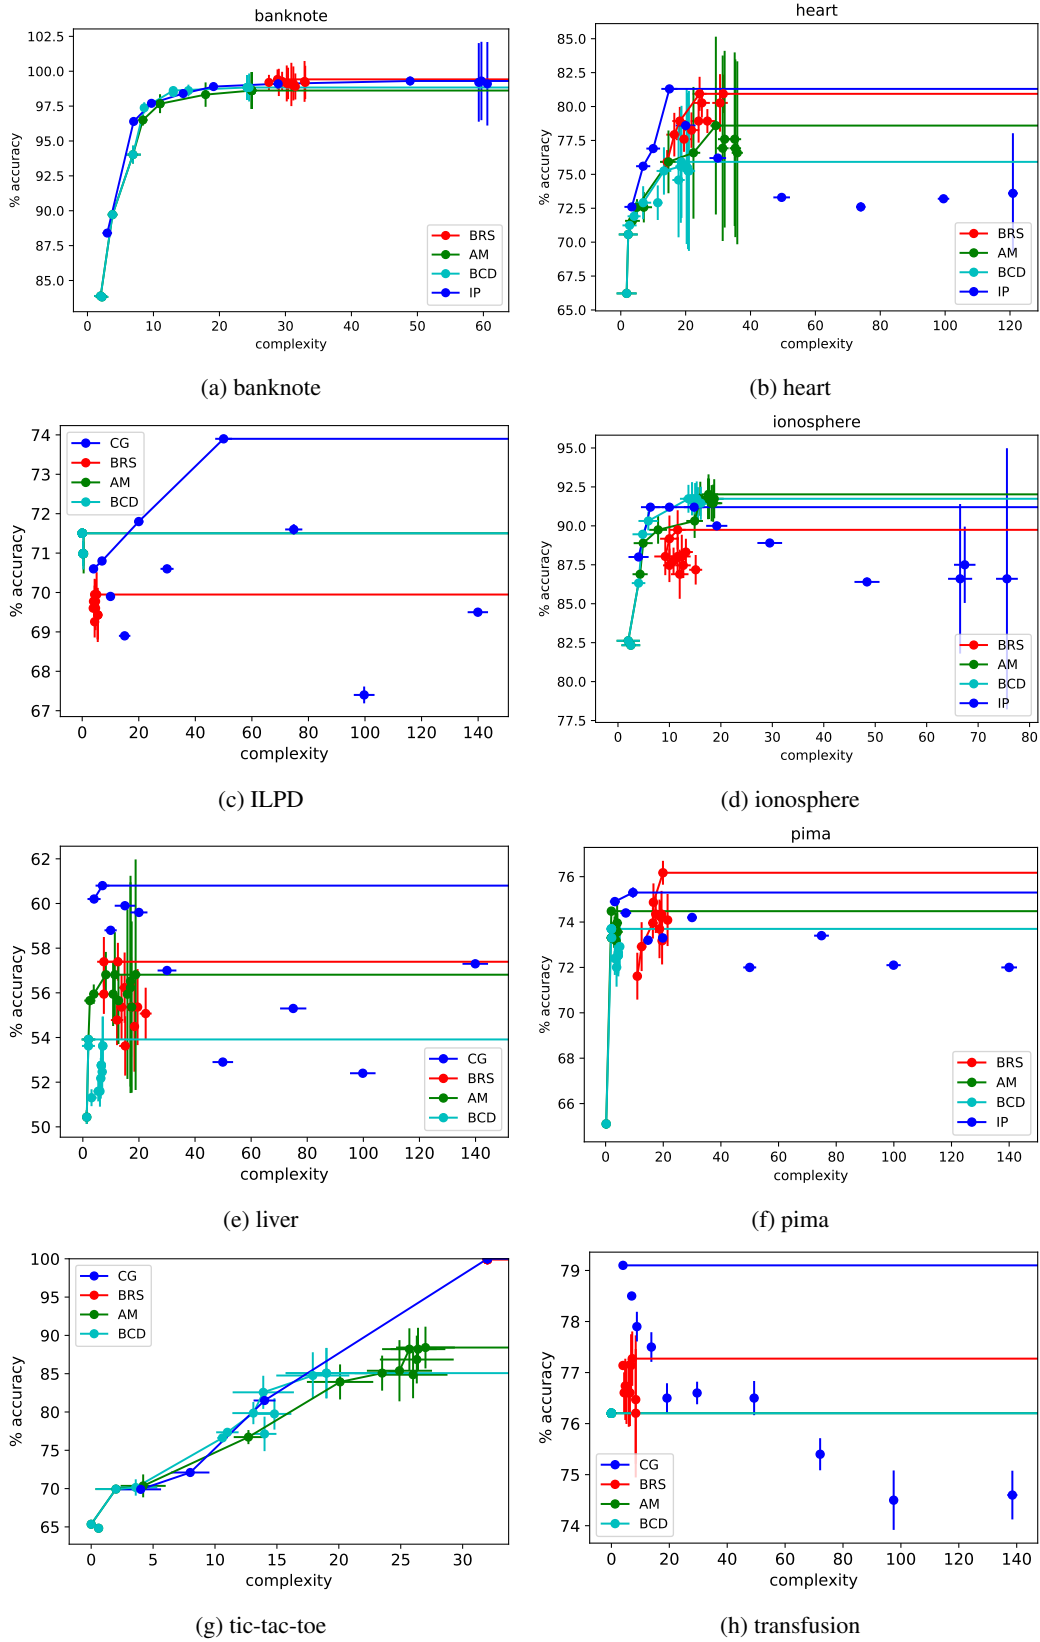 banknote
102.5
100.0
97.5
95.0
92.5
90.0
87.5
85.0
% accuracy
BRS
AM
BCD
IP
0 10 20 30 40 50 60
complexity
(a) banknote
heart
85.0
82.5
80.0
77.5
75.0
72.5
70.0
67.5
65.0
% accuracy
BRS
AM
BCD
IP
0 20 40 60 80 100 120
complexity
(b) heart
74
73
72
71
70
69
68
67
% accuracy
CG
BRS
AM
BCD
0 20 40 60 80 100 120 140
complexity
(c) ILPD
ionosphere
95.0
92.5
90.0
87.5
85.0
82.5
80.0
77.5
% accuracy
BRS
AM
BCD
IP
0 10 20 30 40 50 60 70 80
complexity
(d) ionosphere
62
60
58
56
54
52
50
% accuracy
CG
BRS
AM
BCD
0 20 40 60 80 100 120 140
complexity
(e) liver
pima
76
74
72
70
68
66
% accuracy
BRS
AM
BCD
IP
0 20 40 60 80 100 120 140
complexity
(f) pima
100
95
90
85
80
75
70
65
% accuracy
CG
BRS
AM
BCD
0 5 10 15 20 25 30
complexity
(g) tic-tac-toe
79
78
77
76
75
74
% accuracy
CG
BRS
AM
BCD
0 20 40 60 80 100 120 140
complexity
(h) transfusion